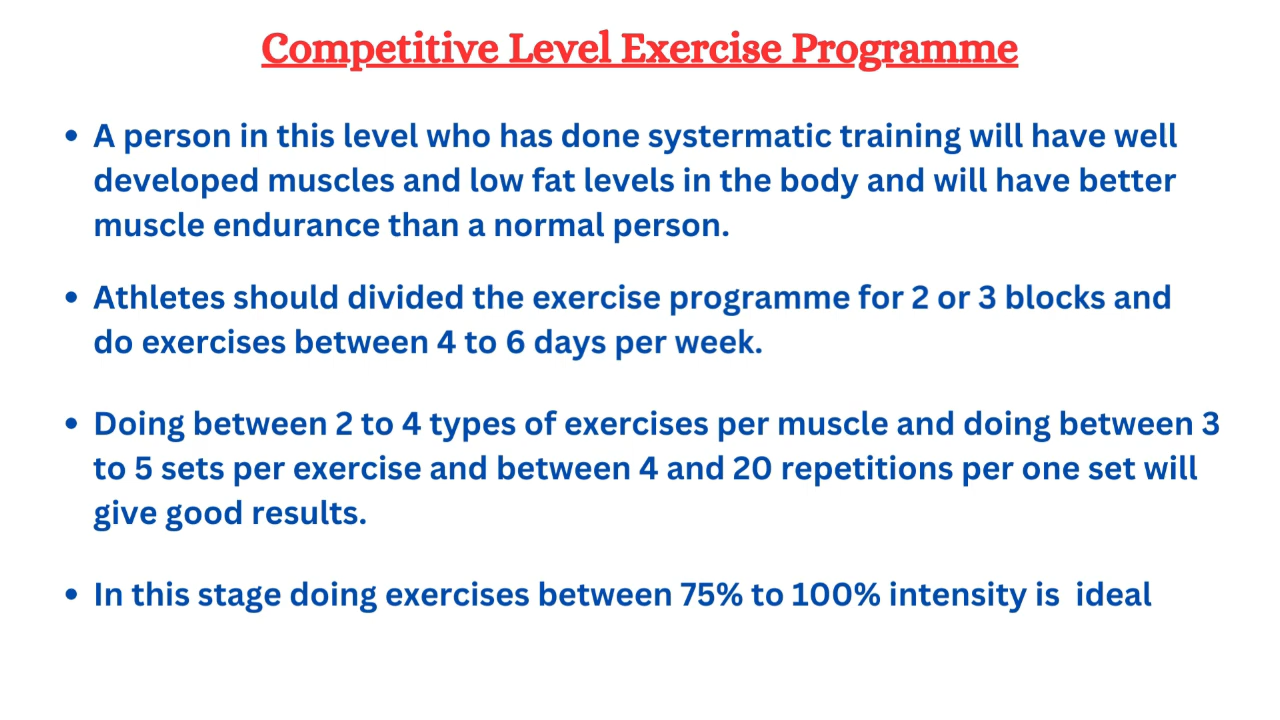 Competitive Level Exercise Programme
• A person in this level who has done systermatic training will have well
developed muscles and low fat levels in the body and will have better
muscle endurance than a normal person.
• Athletes should divided the exercise programme for 2 or 3 blocks and
do exercises between 4 to 6 days per week.
• Doing between 2 to 4 types of exercises per muscle and doing between 3
to 5 sets per exercise and between 4 and 20 repetitions per one set will
give good results.
• In this stage doing exercises between 75% to 100% intensity is  ideal